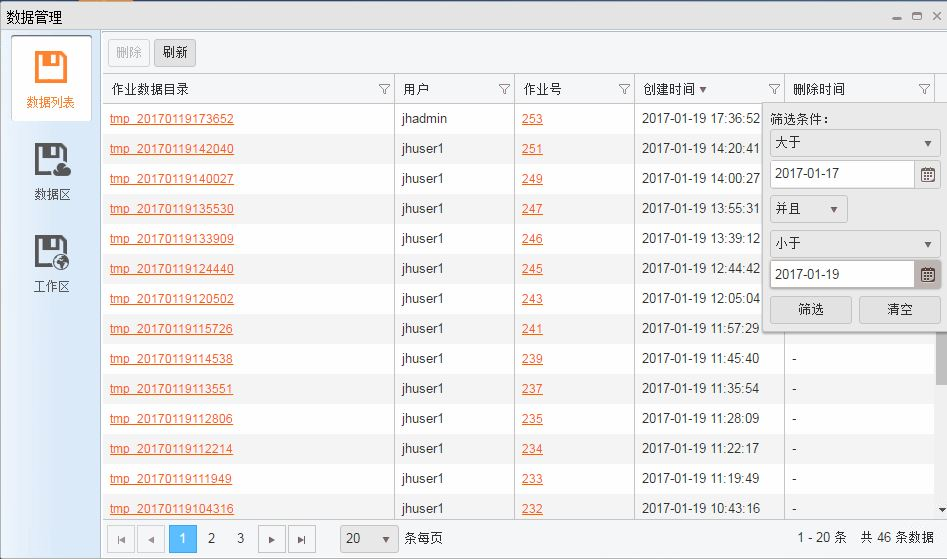 数据管理
数据列表
数据区
工作区
删除 刷新
作业数据目录 用户 作业号 创建时间 删除时间
tmp_20170119173652 jhadmin 253 2017-01-19 17:36:52
tmp_20170119142040 jhuser1 251 2017-01-19 14:20:41
tmp_20170119140027 jhuser1 249 2017-01-19 14:00:27
tmp_20170119135530 jhuser1 247 2017-01-19 13:55:31
tmp_20170119133909 jhuser1 246 2017-01-19 13:39:12
tmp_20170119124440 jhuser1 245 2017-01-19 12:44:42
tmp_20170119120502 jhuser1 243 2017-01-19 12:05:04
tmp_20170119115726 jhuser1 241 2017-01-19 11:57:29
tmp_20170119114538 jhuser1 239 2017-01-19 11:45:40 -
tmp_20170119113551 jhuser1 237 2017-01-19 11:35:54 -
tmp_20170119112806 jhuser1 235 2017-01-19 11:28:09 -
tmp_20170119112214 jhuser1 234 2017-01-19 11:22:17 -
tmp_20170119111949 jhuser1 233 2017-01-19 11:19:49 -
tmp_20170119104316 jhuser1 232 2017-01-19 10:43:16 -
筛选条件：
大于
2017-01-17
并且
小于
2017-01-19
筛选 清空
1 2 3 20 条每页 1 - 20 条 共 46 条数据